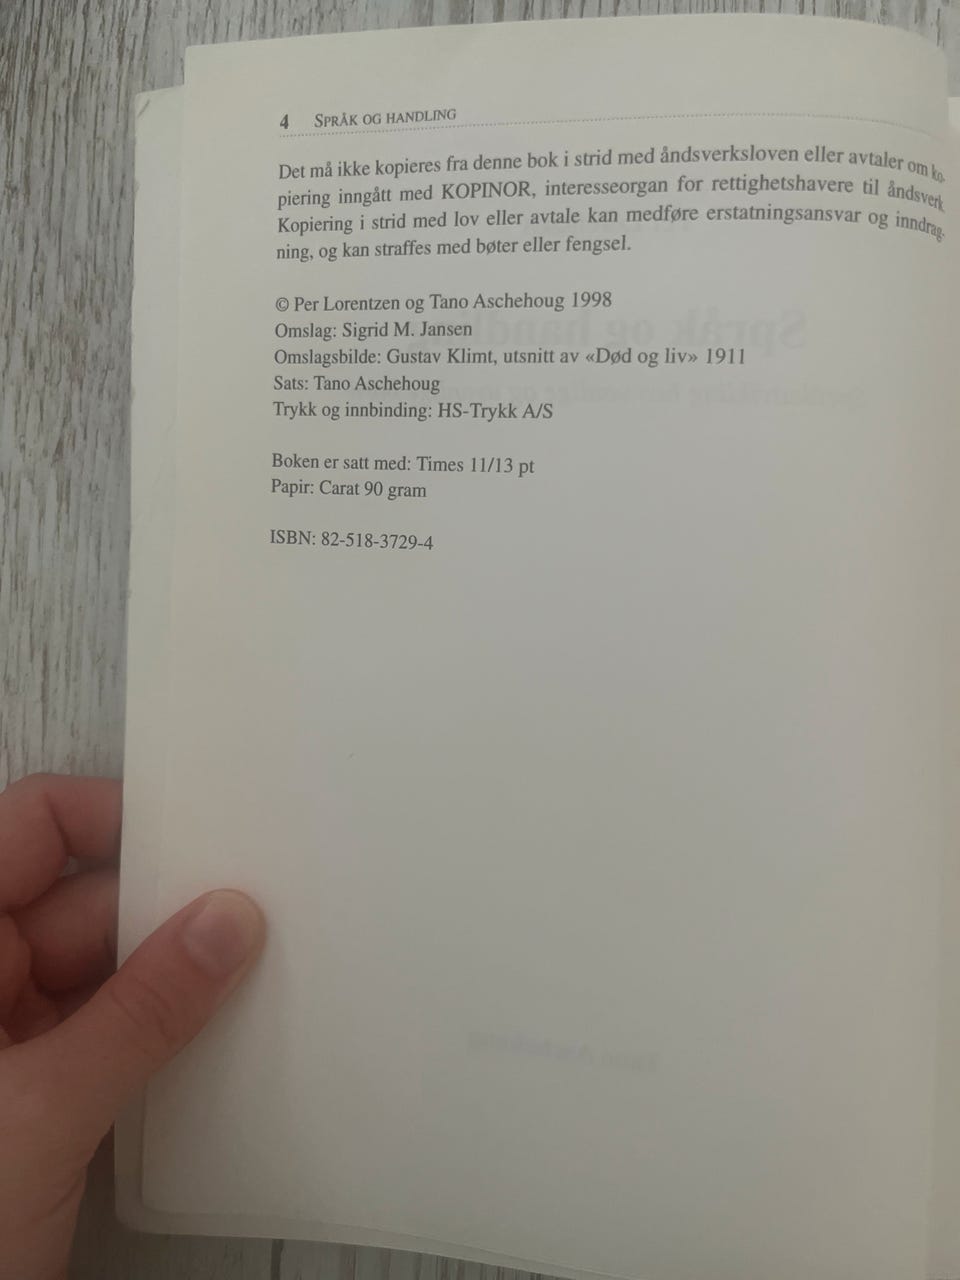 4 SPRÅK OG HANDLING
Det må ikke kopieres fra denne bok i strid med åndsverksloven eller avtaler om ko-
piering inngått med KOPINOR, interesseorgan for rettighetshavere til åndsverk
Kopiering i strid med lov eller avtale kan medføre erstatningsansvar og inndrag-
ning, og kan straffes med bøter eller fengsel.
© Per Lorentzen og Tano Aschehoug 1998
Omslag: Sigrid M. Jansen
Omslagsbilde: Gustav Klimt, utsnitt av «Død og liv» 1911
Sats: Tano Aschehoug
Trykk og innbinding: HS-Trykk A/S
Boken er satt med: Times 11/13 pt
Papir: Carat 90 gram
ISBN: 82-518-3729-4